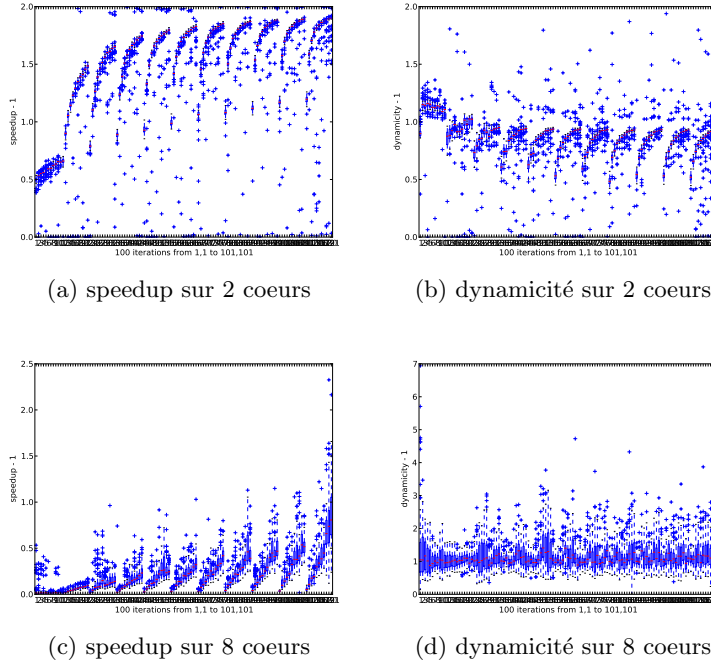 2.0
1.5
1.0
0.5
0.0
speedup - 1
100 iterations from 1,1 to 101,101
(a) speedup sur 2 coeurs
2.0
1.5
1.0
0.5
0.0
dynamicity - 1
100 iterations from 1,1 to 101,101
(b) dynamicité sur 2 coeurs
2.5
2.0
1.5
1.0
0.5
0.0
speedup - 1
100 iterations from 1,1 to 101,101
(c) speedup sur 8 coeurs
7
6
5
4
3
2
1
0
dynamicity - 1
100 iterations from 1,1 to 101,101
(d) dynamicité sur 8 coeurs